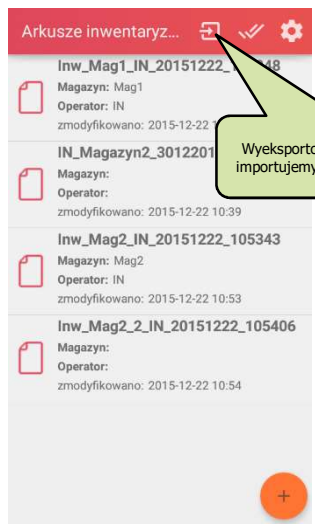 Arkusze inwentaryz...
Inw_Mag1_IN_20151222_
Magazyn: Mag1
Operator: IN
zmodyfikowano: 2015-12-22
IN_Magazyn2_3012201
Magazyn:
Operator:
zmodyfikowano: 2015-12-22 10:39
Wyeksporto
importujemy
Inw_Mag2_IN_20151222_105343
Magazyn: Mag2
Operator: IN
zmodyfikowano: 2015-12-22 10:53
Inw_Mag2_2_IN_20151222_105406
Magazyn:
Operator:
zmodyfikowano: 2015-12-22 10:54
+